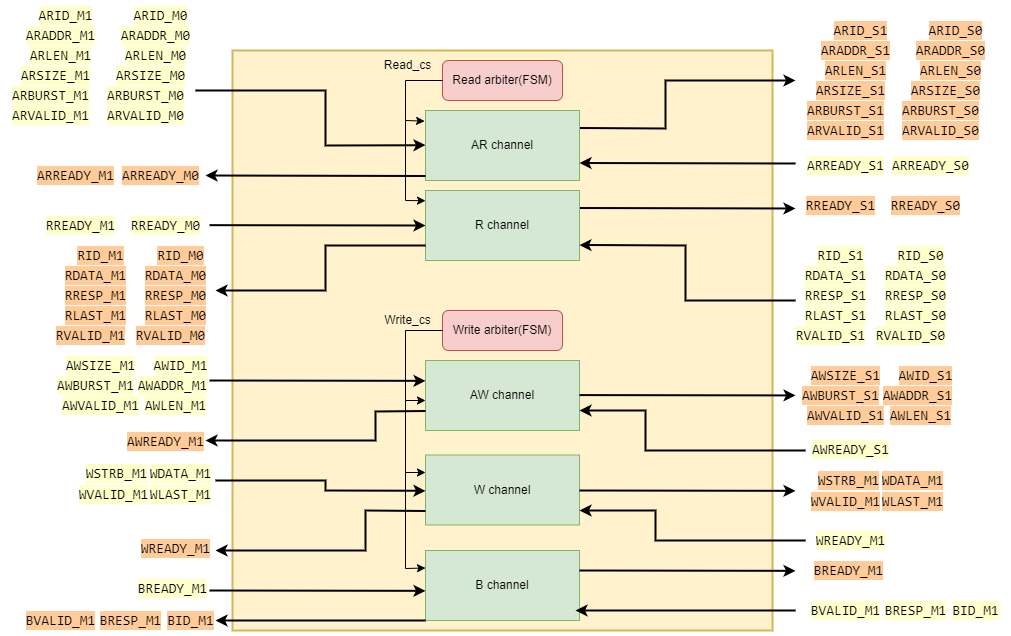 ARID_M1 ARID_M0
ARADDR_M1 ARADDR_M0
ARLEN_M1 ARLEN_M0
ARSIZE_M1 ARSIZE_M0
ARBURST_M1 ARBURST_M0
ARVALID_M1 ARVALID_M0
ARREADY_M1 ARREADY_M0
RREADY_M1 RREADY_M0
RID_M1 RID_M0
RDATA_M1 RDATA_M0
RRESP_M1 RRESP_M0
RLAST_M1 RLAST_M0
RVALID_M1 RVALID_M0
AWSIZE_M1 AWID_M1
AWBURST_M1 AWADDR_M1
AWVALID_M1 AWLEN_M1
AWREADY_M1
WSTRB_M1 WDATA_M1
WVALID_M1 WLAST_M1
WREADY_M1
BREADY_M1
BVALID_M1 BRESP_M1 BID_M1
Read_cs
Read arbiter(FSM)
AR channel
R channel
Write_cs
Write arbiter(FSM)
AW channel
W channel
B channel
ARID_S1 ARID_S0
ARADDR_S1 ARADDR_S0
ARLEN_S1 ARLEN_S0
ARSIZE_S1 ARSIZE_S0
ARBURST_S1 ARBURST_S0
ARVALID_S1 ARVALID_S0
ARREADY_S1 ARREADY_S0
RREADY_S1 RREADY_S0
RID_S1 RID_S0
RDATA_S1 RDATA_S0
RRESP_S1 RRESP_S0
RLAST_S1 RLAST_S0
RVALID_S1 RVALID_S0
AWSIZE_S1 AWID_S1
AWBURST_S1 AWADDR_S1
AWVALID_S1 AWLEN_S1
AWREADY_S1
WSTRB_M1 WDATA_M1
WVALID_M1 WLAST_M1
WREADY_M1
BREADY_M1
BVALID_M1 BRESP_M1 BID_M1